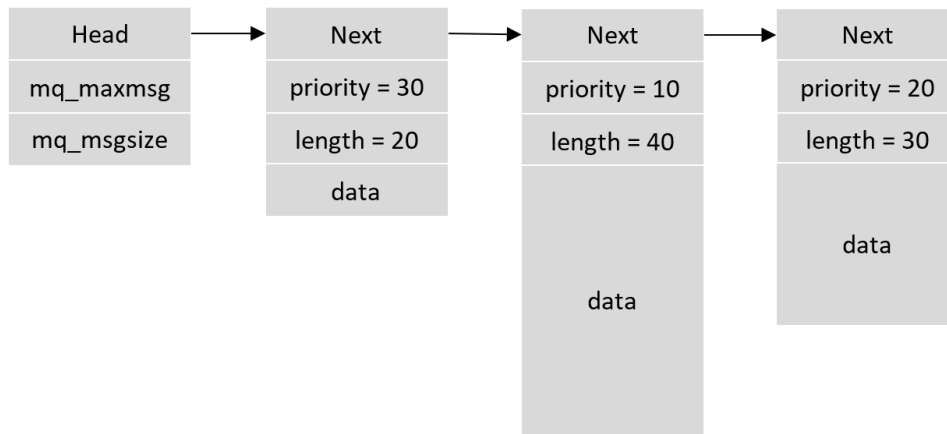 Head
mq_maxmsg
mq_msgsize
Next
priority = 30
length = 20
data
Next
priority = 10
length = 40
data
Next
priority = 20
length = 30
data